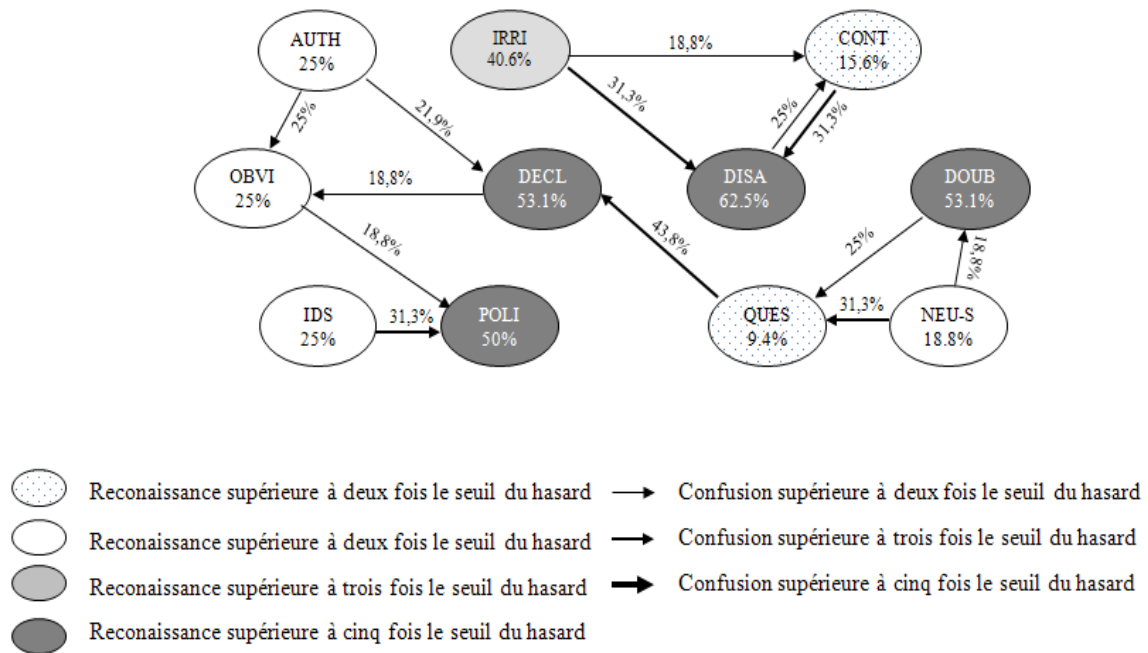 AUTH
25%
IRRI
40.6%
18,8%
CONT
15.6%
25%
21,9%
31,3%
25%
31,3%
OBVI
25%
18,8%
DECL
53.1%
DISA
62.5%
DOUB
53.1%
18,8%
43,8%
25%
18,8%
IDS
25%
31,3%
POLI
50%
QUES
9.4%
31,3%
NEU-S
18.8%
Reconaissance supérieure à deux fois le seuil du hasard
Confusion supérieure à deux fois le seuil du hasard
Reconaissance supérieure à deux fois le seuil du hasard
Confusion supérieure à trois fois le seuil du hasard
Reconaissance supérieure à trois fois le seuil du hasard
Confusion supérieure à cinq fois le seuil du hasard
Reconaissance supérieure à cinq fois le seuil du hasard